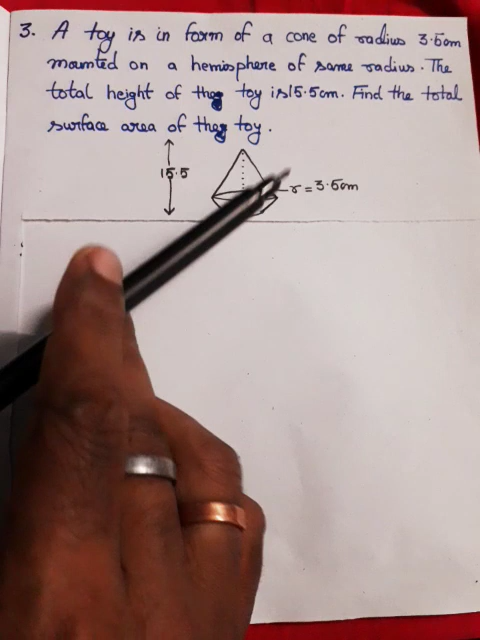 3. A toy is in form of a cone of radius 3.5cm
mounted on a hemisphere of same radius. The
total height of the toy is 15.5cm. Find the total
surface area of the toy.
15.5
r = 3.5cm